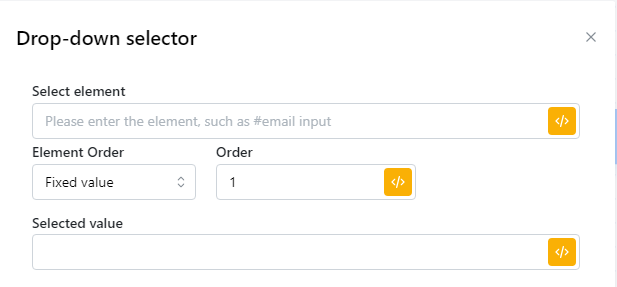 Drop-down selector
Select element
Please enter the element, such as #email input
</>
Element Order
Order
Fixed value
1
</>
Selected value
</>